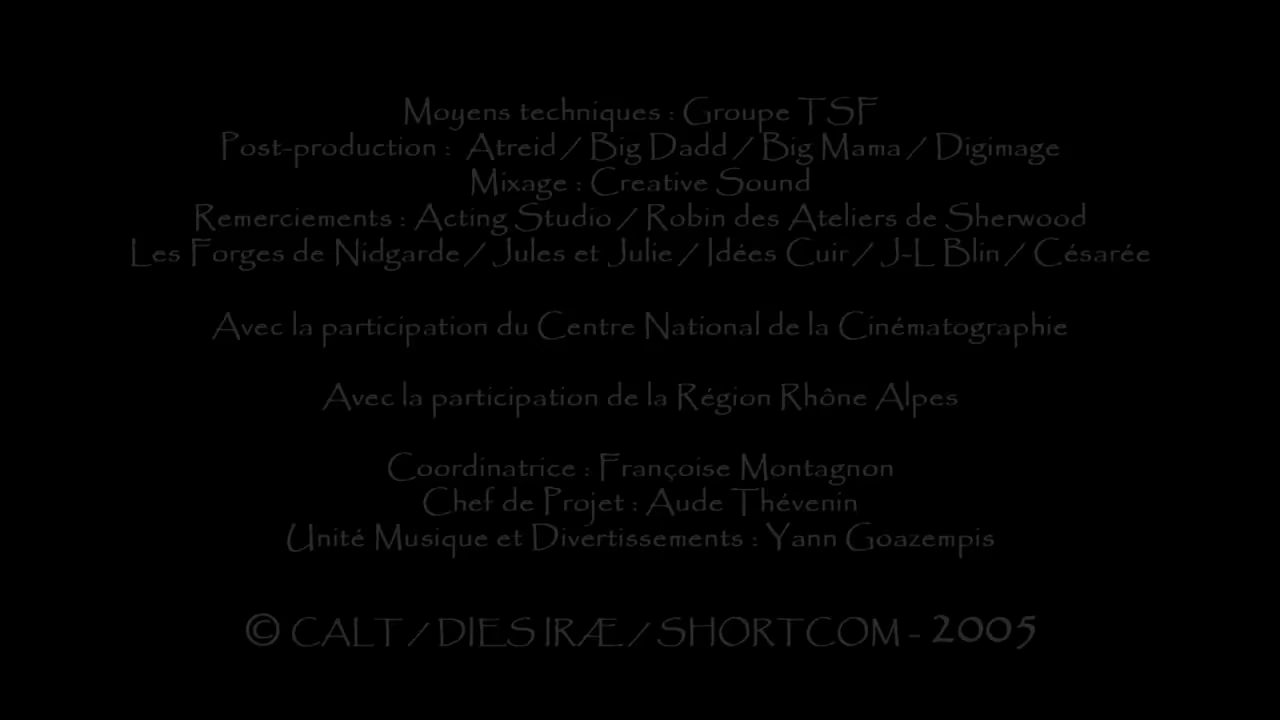 Moyens techniques : Groupe TSF
Post-production : Atreid / Big Dadd / Big Mama / Digimage
Mixage : Creative Sound
Remerciements : Acting Studio / Robin des Ateliers de Sherwood
Les Forges de Nidgarde / Jules et Julie / Idées Cuir / J-L Blin / Césarée
Avec la participation du Centre National de la Cinématographie
Avec la participation de la Région Rhône Alpes
Coordinatrice : Françoise Montagnon
Chef de Projet : Aude Thévenin
Unité Musique et Divertissements : Yann Goazempis
© CALT / DIES IRÆ / SHORTCOM - 2005